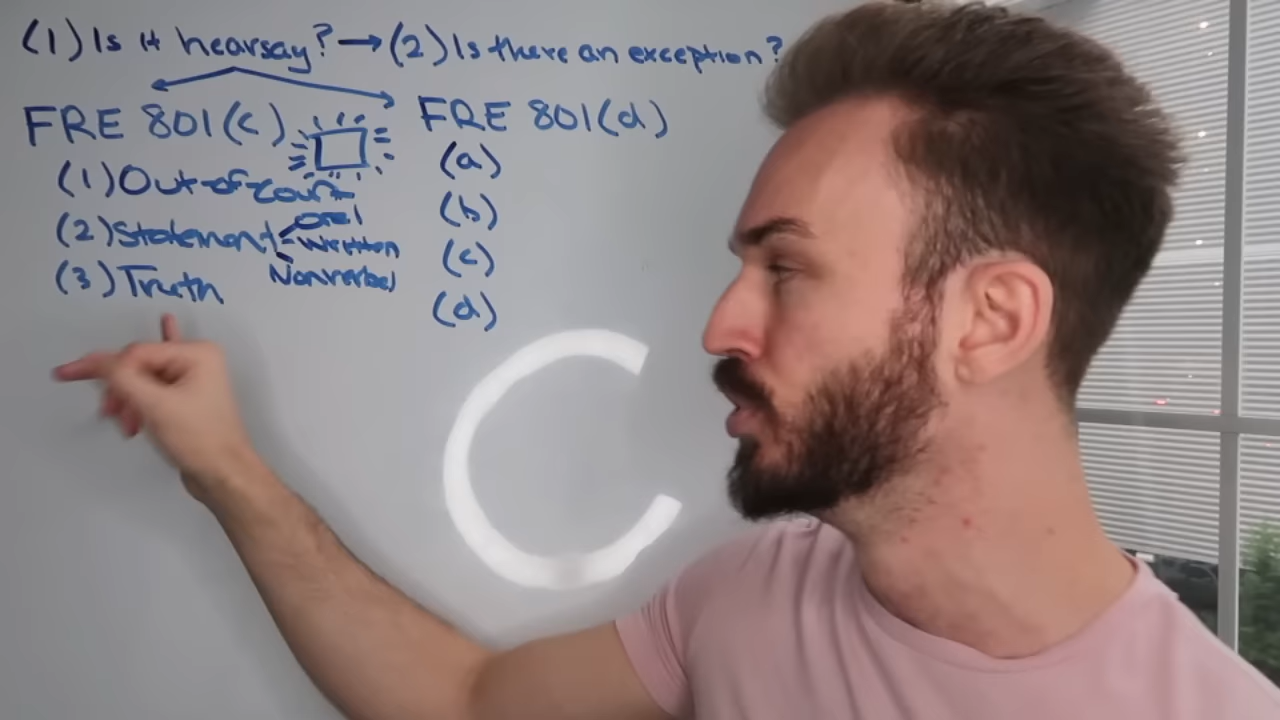 (1) Is it hearsay? → (2) Is there an exception?
FRE 801(c)
(1) Out-of-court
(2) Statement
Oral
Written
Nonverbal
(3) Truth
FRE 801(d)
(a)
(b)
(c)
(d)